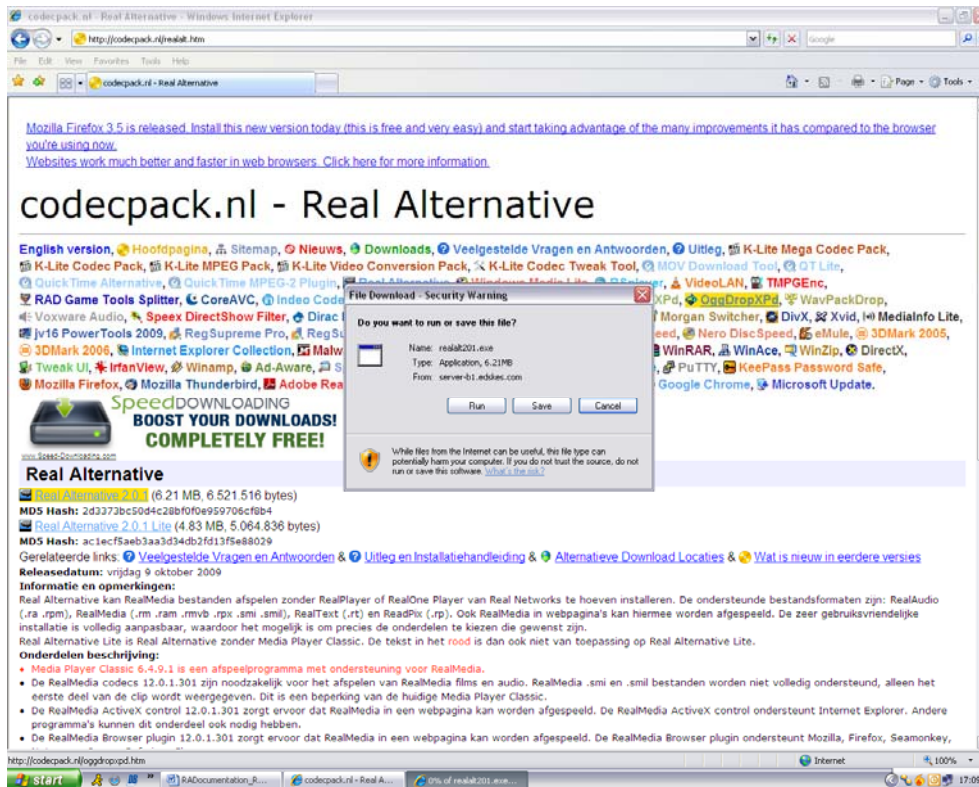 codecpack.nl - Real Alternative - Windows Internet Explorer
http://codecpack.nl/realalt.htm
Google
File Edit View Favorites Tools Help
codecpack.nl - Real Alternative
Page Tools
Mozilla Firefox 3.5 is released. Install this new version today (this is free and very easy) and start taking advantage of the many improvements it has compared to the browser
you're using now.
Websites work much better and faster in web browsers. Click here for more information.
codecpack.nl - Real Alternative
English version, Hoofdpagina, Sitemap, Nieuws, Downloads, Veelgestelde Vragen en Antwoorden, Uitleg, K-Lite Mega Codec Pack,
K-Lite Codec Pack, K-Lite MPEG Pack, K-Lite Video Conversion Pack, K-Lite Codec Tweak Tool, MOV Download Tool, QT Lite,
QuickTime Alternative, QuickTime MPEG-2 Plugin, Real Alternative, Windows Media Lite, BSplayer, VideoLAN, TMPGEnc,
RAD Game Tools Splitter, CoreAVC, Indeo Code XPd, OggDropXPd, WavPackDrop,
Voxware Audio, Speex DirectShow Filter, Dirac Morgan Switcher, DivX, Xvid, MediaInfo Lite,
jv16 PowerTools 2009, RegSupreme Pro, RegSu eed, Nero DiscSpeed, eMule, 3DMark 2005,
3DMark 2006, Internet Explorer Collection, Malw WinRAR, WinAce, WinZip, DirectX,
Tweak UI, IrfanView, Winamp, Ad-Aware, S , PuTTY, KeePass Password Safe,
Mozilla Firefox, Mozilla Thunderbird, Adobe Rea Google Chrome, Microsoft Update.
File Download - Security Warning
Do you want to run or save this file?
Name: realalt201.exe
Type: Application, 6.21MB
From: server-b1.edskes.com
Run Save Cancel
While files from the Internet can be useful, this file type can
potentially harm your computer. If you do not trust the source, do not
run or save this software. What's the risk?
SpeedDOWNLOADING
BOOST YOUR DOWNLOADS!
COMPLETELY FREE!
www.Speed-Downloading.com
Real Alternative
Real Alternative 2.0.1 (6.21 MB, 6.521.516 bytes)
MD5 Hash: 2d3373bc50d4c28bf0f0e959706cf8b4
Real Alternative 2.0.1 Lite (4.83 MB, 5.064.836 bytes)
MD5 Hash: ac1ecf5aeb3aa3d34db2fd13f5e88029
Gerelateerde links: Veelgestelde Vragen en Antwoorden & Uitleg en Installatiehandleiding & Alternatieve Download Locaties & Wat is nieuw in eerdere versies
Releasedatum: vrijdag 9 oktober 2009
Informatie en opmerkingen:
Real Alternative kan RealMedia bestanden afspelen zonder RealPlayer of RealOne Player van Real Networks te hoeven installeren. De ondersteunde bestandsformaten zijn: RealAudio
(.ra .rpm), RealMedia (.rm .ram .rmvb .rpx .smi .smil), RealText (.rt) en ReadPix (.rp). Ook RealMedia in webpagina's kan hiermee worden afgespeeld. De zeer gebruiksvriendelijke
installatie is volledig aanpasbaar, waardoor het mogelijk is om precies de onderdelen te kiezen die gewenst zijn.
Real Alternative Lite is Real Alternative zonder Media Player Classic. De tekst in het rood is dan ook niet van toepassing op Real Alternative Lite.
Onderdelen beschrijving:
• Media Player Classic 6.4.9.1 is een afspeelprogramma met ondersteuning voor RealMedia.
• De RealMedia codecs 12.0.1.301 zijn noodzakelijk voor het afspelen van RealMedia films en audio. RealMedia .smi en .smil bestanden worden niet volledig ondersteund, alleen het
eerste deel van de clip wordt weergegeven. Dit is een beperking van de huidige Media Player Classic.
• De RealMedia ActiveX control 12.0.1.301 zorgt ervoor dat RealMedia in een webpagina kan worden afgespeeld. De RealMedia ActiveX control ondersteunt Internet Explorer. Andere
programma's kunnen dit onderdeel ook nodig hebben.
• De RealMedia Browser plugin 12.0.1.301 zorgt ervoor dat RealMedia in een webpagina kan worden afgespeeld. De RealMedia Browser plugin ondersteunt Mozilla, Firefox, Seamonkey,
http://codecpack.nl/oggdropxpd.htm
Internet 100%
start RADocumentation_R... codecpack.nl - Real A... 0% of realalt201.exe... 17:09